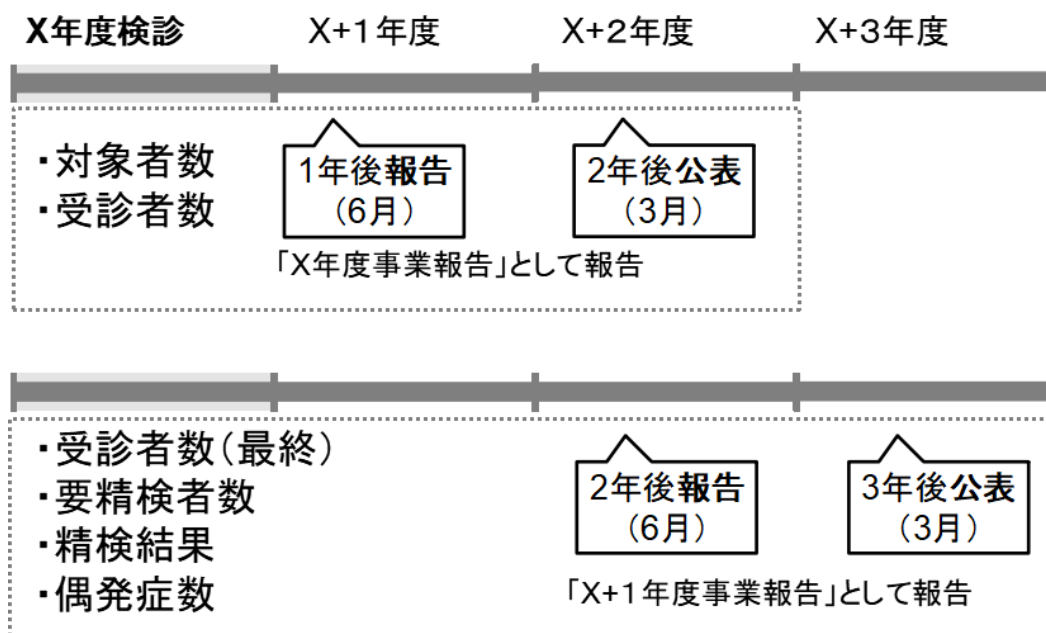 X年度検診 X+1年度 X+2年度 X+3年度
・対象者数
・受診者数
1年後報告
(6月)
2年後公表
(3月)
「X年度事業報告」として報告
・受診者数(最終)
・要精検者数
・精検結果
・偶発症数
2年後報告
(6月)
3年後公表
(3月)
「X+1年度事業報告」として報告